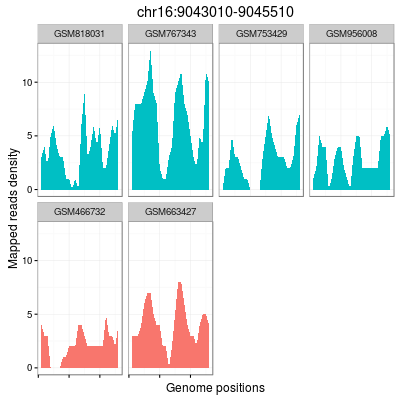 chr16:9043010-9045510
GSM818031 GSM767343 GSM753429 GSM956008
10
5
0
GSM466732 GSM663427
10
5
0
Mapped reads density
Genome positions